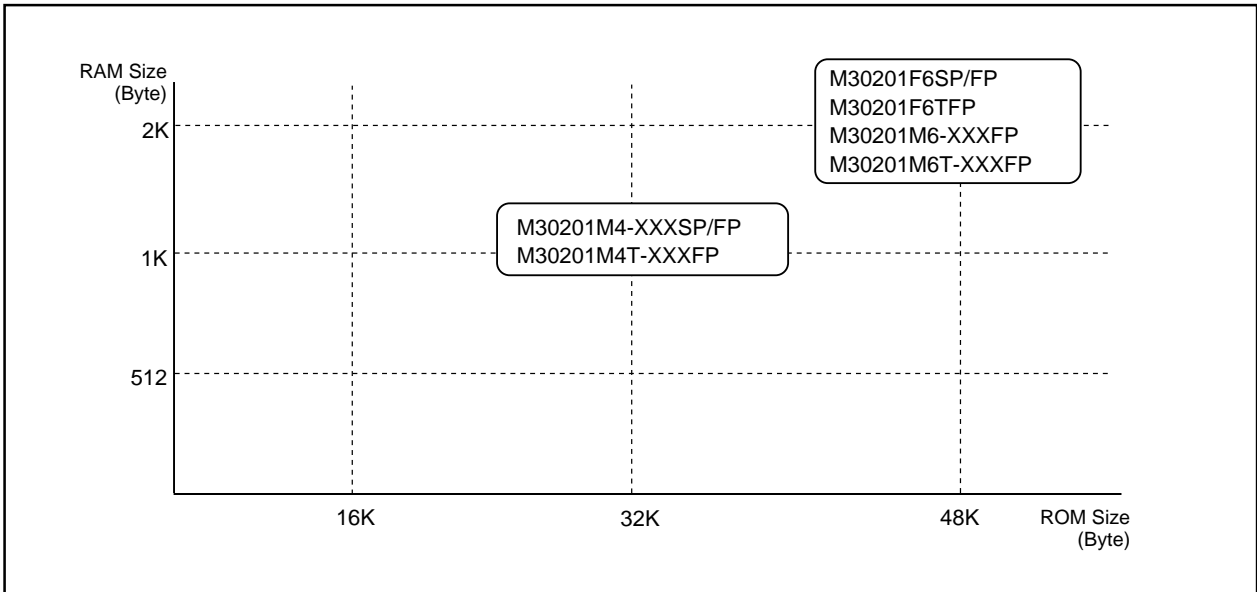 RAM Size
(Byte)
2K
1K
512
M30201F6SP/FP
M30201F6TFP
M30201M6-XXXFP
M30201M6T-XXXFP
M30201M4-XXXSP/FP
M30201M4T-XXXFP
16K
32K
48K
ROM Size
(Byte)